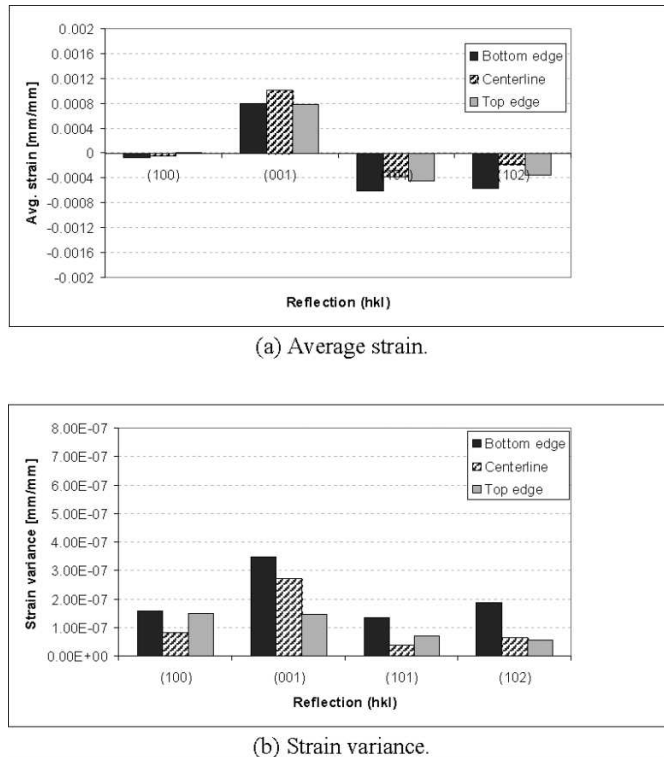 0.002
0.0016
0.0012
0.0008
0.0004
0
-0.0004
-0.0008
-0.0012
-0.0016
-0.002
Avg. strain [mm/mm]
Bottom edge
Centerline
Top edge
(100) (001) (102)
Reflection (hkl)
(a) Average strain.
8.00E-07
7.00E-07
6.00E-07
5.00E-07
4.00E-07
3.00E-07
2.00E-07
1.00E-07
0.00E+00
Strain variance [mm/mm]
Bottom edge
Centerline
Top edge
(100) (001) (101) (102)
Reflection (hkl)
(b) Strain variance.